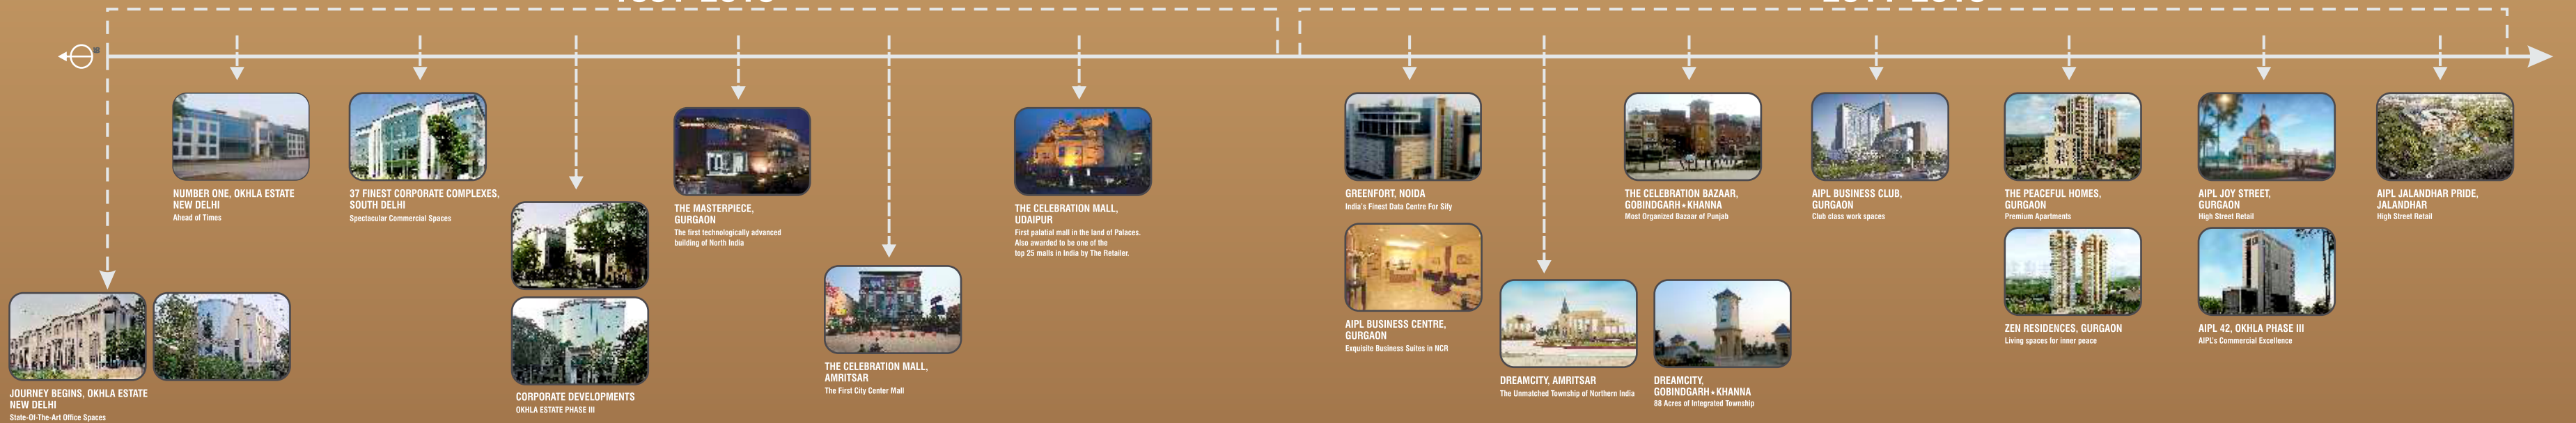 JOURNEY BEGINS, OKHLA ESTATE
NEW DELHI
State-Of-The-Art Office Spaces
NUMBER ONE, OKHLA ESTATE
NEW DELHI
Ahead of Times
37 FINEST CORPORATE COMPLEXES,
SOUTH DELHI
Spectacular Commercial Spaces
CORPORATE DEVELOPMENTS
OKHLA ESTATE PHASE III
THE MASTERPIECE,
GURGAON
The first technologically advanced
building of North India
THE CELEBRATION MALL,
AMRITSAR
The First City Center Mall
THE CELEBRATION MALL,
UDAIPUR
First palatial mall in the land of Palaces.
Also awarded to be one of the
top 25 malls in India by The Retailer.
GREENFORT, NOIDA
India's Finest Data Centre For Sify
AIPL BUSINESS CENTRE,
GURGAON
Exquisite Business Suites in NCR
DREAMCITY, AMRITSAR
The Unmatched Township of Northern India
THE CELEBRATION BAZAAR,
GOBINDGARH★KHANNA
Most Organized Bazaar of Punjab
DREAMCITY,
GOBINDGARH★KHANNA
88 Acres of Integrated Township
AIPL BUSINESS CLUB,
GURGAON
Club class work spaces
THE PEACEFUL HOMES,
GURGAON
Premium Apartments
ZEN RESIDENCES, GURGAON
Living spaces for inner peace
AIPL JOY STREET,
GURGAON
High Street Retail
AIPL 42, OKHLA PHASE III
AIPL's Commercial Excellence
AIPL JALANDHAR PRIDE,
JALANDHAR
High Street Retail